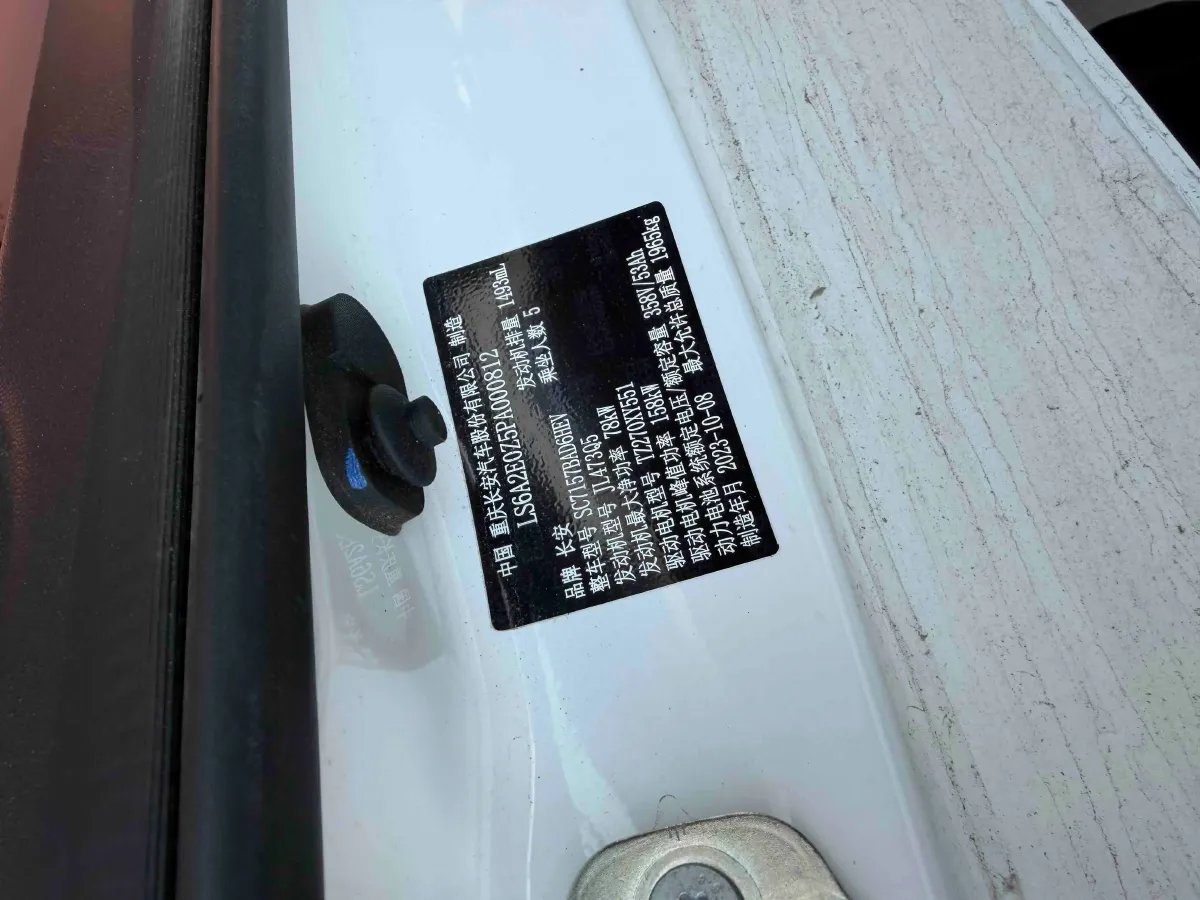 中国 重庆长安汽车股份有限公司 制造
LS6A2E0Z5PA000812
品牌 长安
整车型号 SC7157BAD6HEV 发动机排量 1493mL
发动机型号 JL473Q5 乘坐人数 5
发动机最大净功率 78kW
驱动电机型号 TZ270XY551
驱动电机峰值功率 158kW
动力电池系统额定电压/额定容量 358V/53Ah
制造年月 2023-10-08 最大允许总质量 1965kg